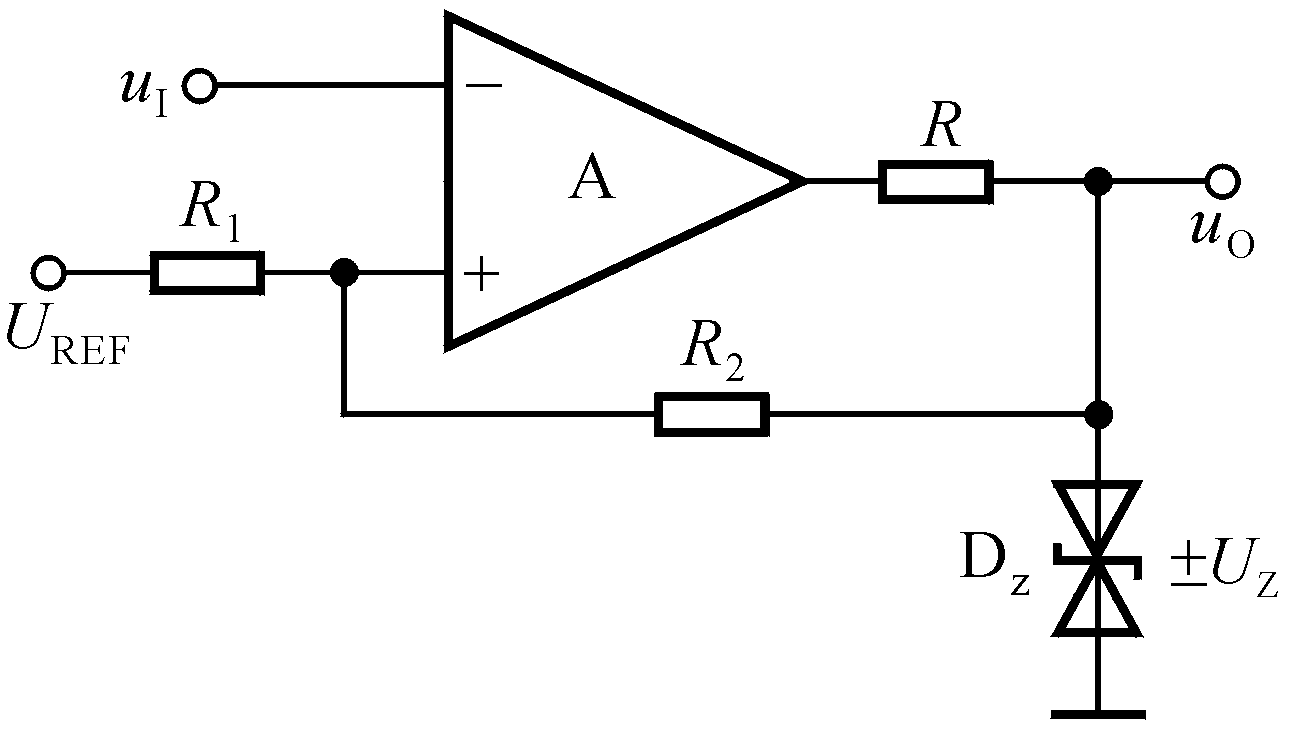 u_I
−
A
R
R_1
+
u_O
U_REF
R_2
D_z ±U_Z